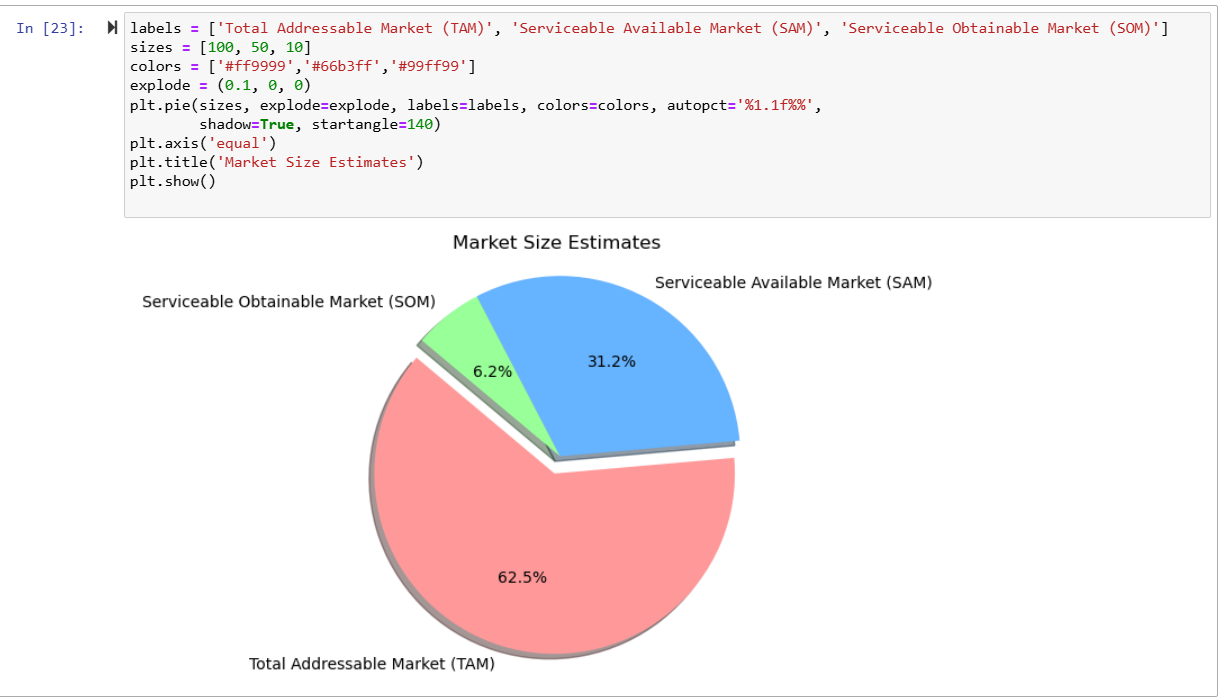 In [23]:
labels = ['Total Addressable Market (TAM)', 'Serviceable Available Market (SAM)', 'Serviceable Obtainable Market (SOM)']
sizes = [100, 50, 10]
colors = ['#ff9999','#66b3ff','#99ff99']
explode = (0.1, 0, 0)
plt.pie(sizes, explode=explode, labels=labels, colors=colors, autopct='%1.1f%%',
        shadow=True, startangle=140)
plt.axis('equal')
plt.title('Market Size Estimates')
plt.show()
Market Size Estimates
Serviceable Available Market (SAM)
Serviceable Obtainable Market (SOM)
31.2%
6.2%
62.5%
Total Addressable Market (TAM)